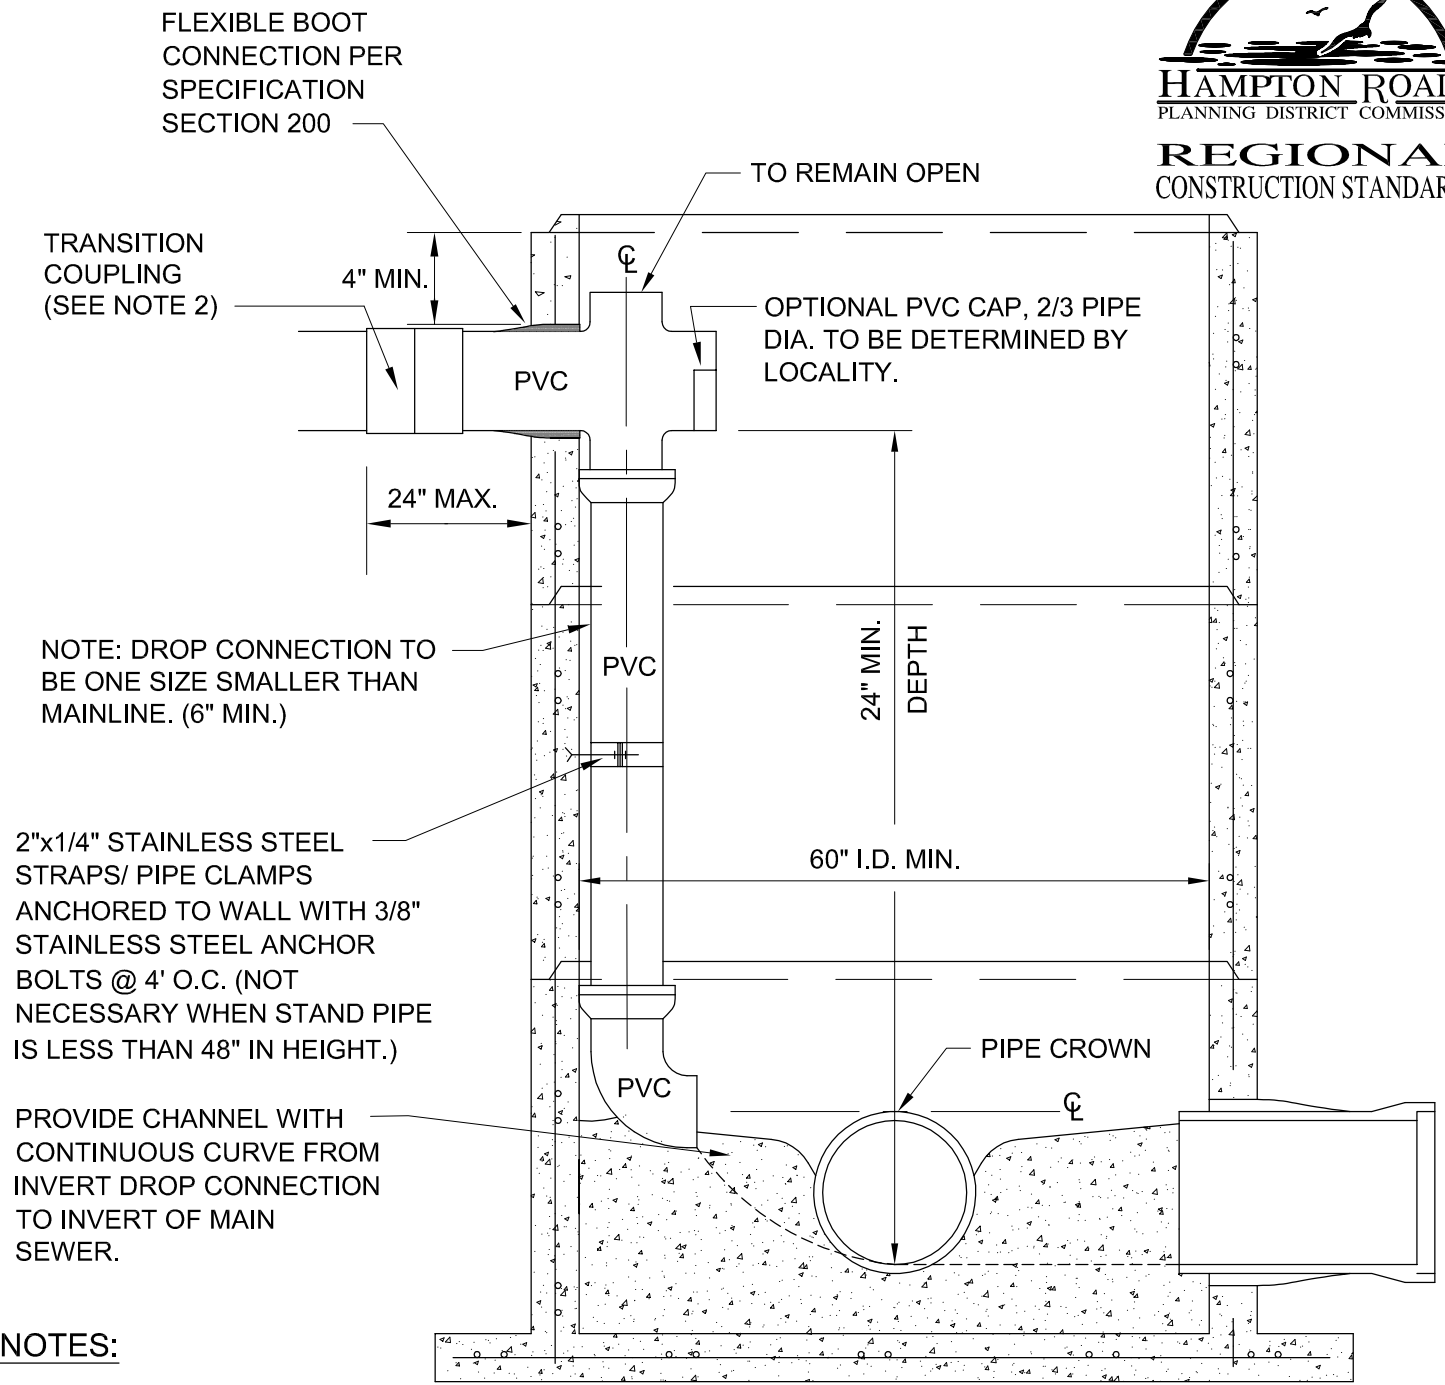 FLEXIBLE BOOT
CONNECTION PER
SPECIFICATION
SECTION 200
HAMPTON ROA
PLANNING DISTRICT COMMISS
REGIONA
CONSTRUCTION STANDAR
TO REMAIN OPEN
TRANSITION
COUPLING
(SEE NOTE 2)
4" MIN.
℄
OPTIONAL PVC CAP, 2/3 PIPE
DIA. TO BE DETERMINED BY
LOCALITY.
PVC
24" MAX.
NOTE: DROP CONNECTION TO
BE ONE SIZE SMALLER THAN
MAINLINE. (6" MIN.)
PVC
24" MIN.
DEPTH
2"x1/4" STAINLESS STEEL
STRAPS/ PIPE CLAMPS
ANCHORED TO WALL WITH 3/8"
STAINLESS STEEL ANCHOR
BOLTS @ 4' O.C. (NOT
NECESSARY WHEN STAND PIPE
IS LESS THAN 48" IN HEIGHT.)
60" I.D. MIN.
PIPE CROWN
℄
PVC
PROVIDE CHANNEL WITH
CONTINUOUS CURVE FROM
INVERT DROP CONNECTION
TO INVERT OF MAIN
SEWER.
NOTES: